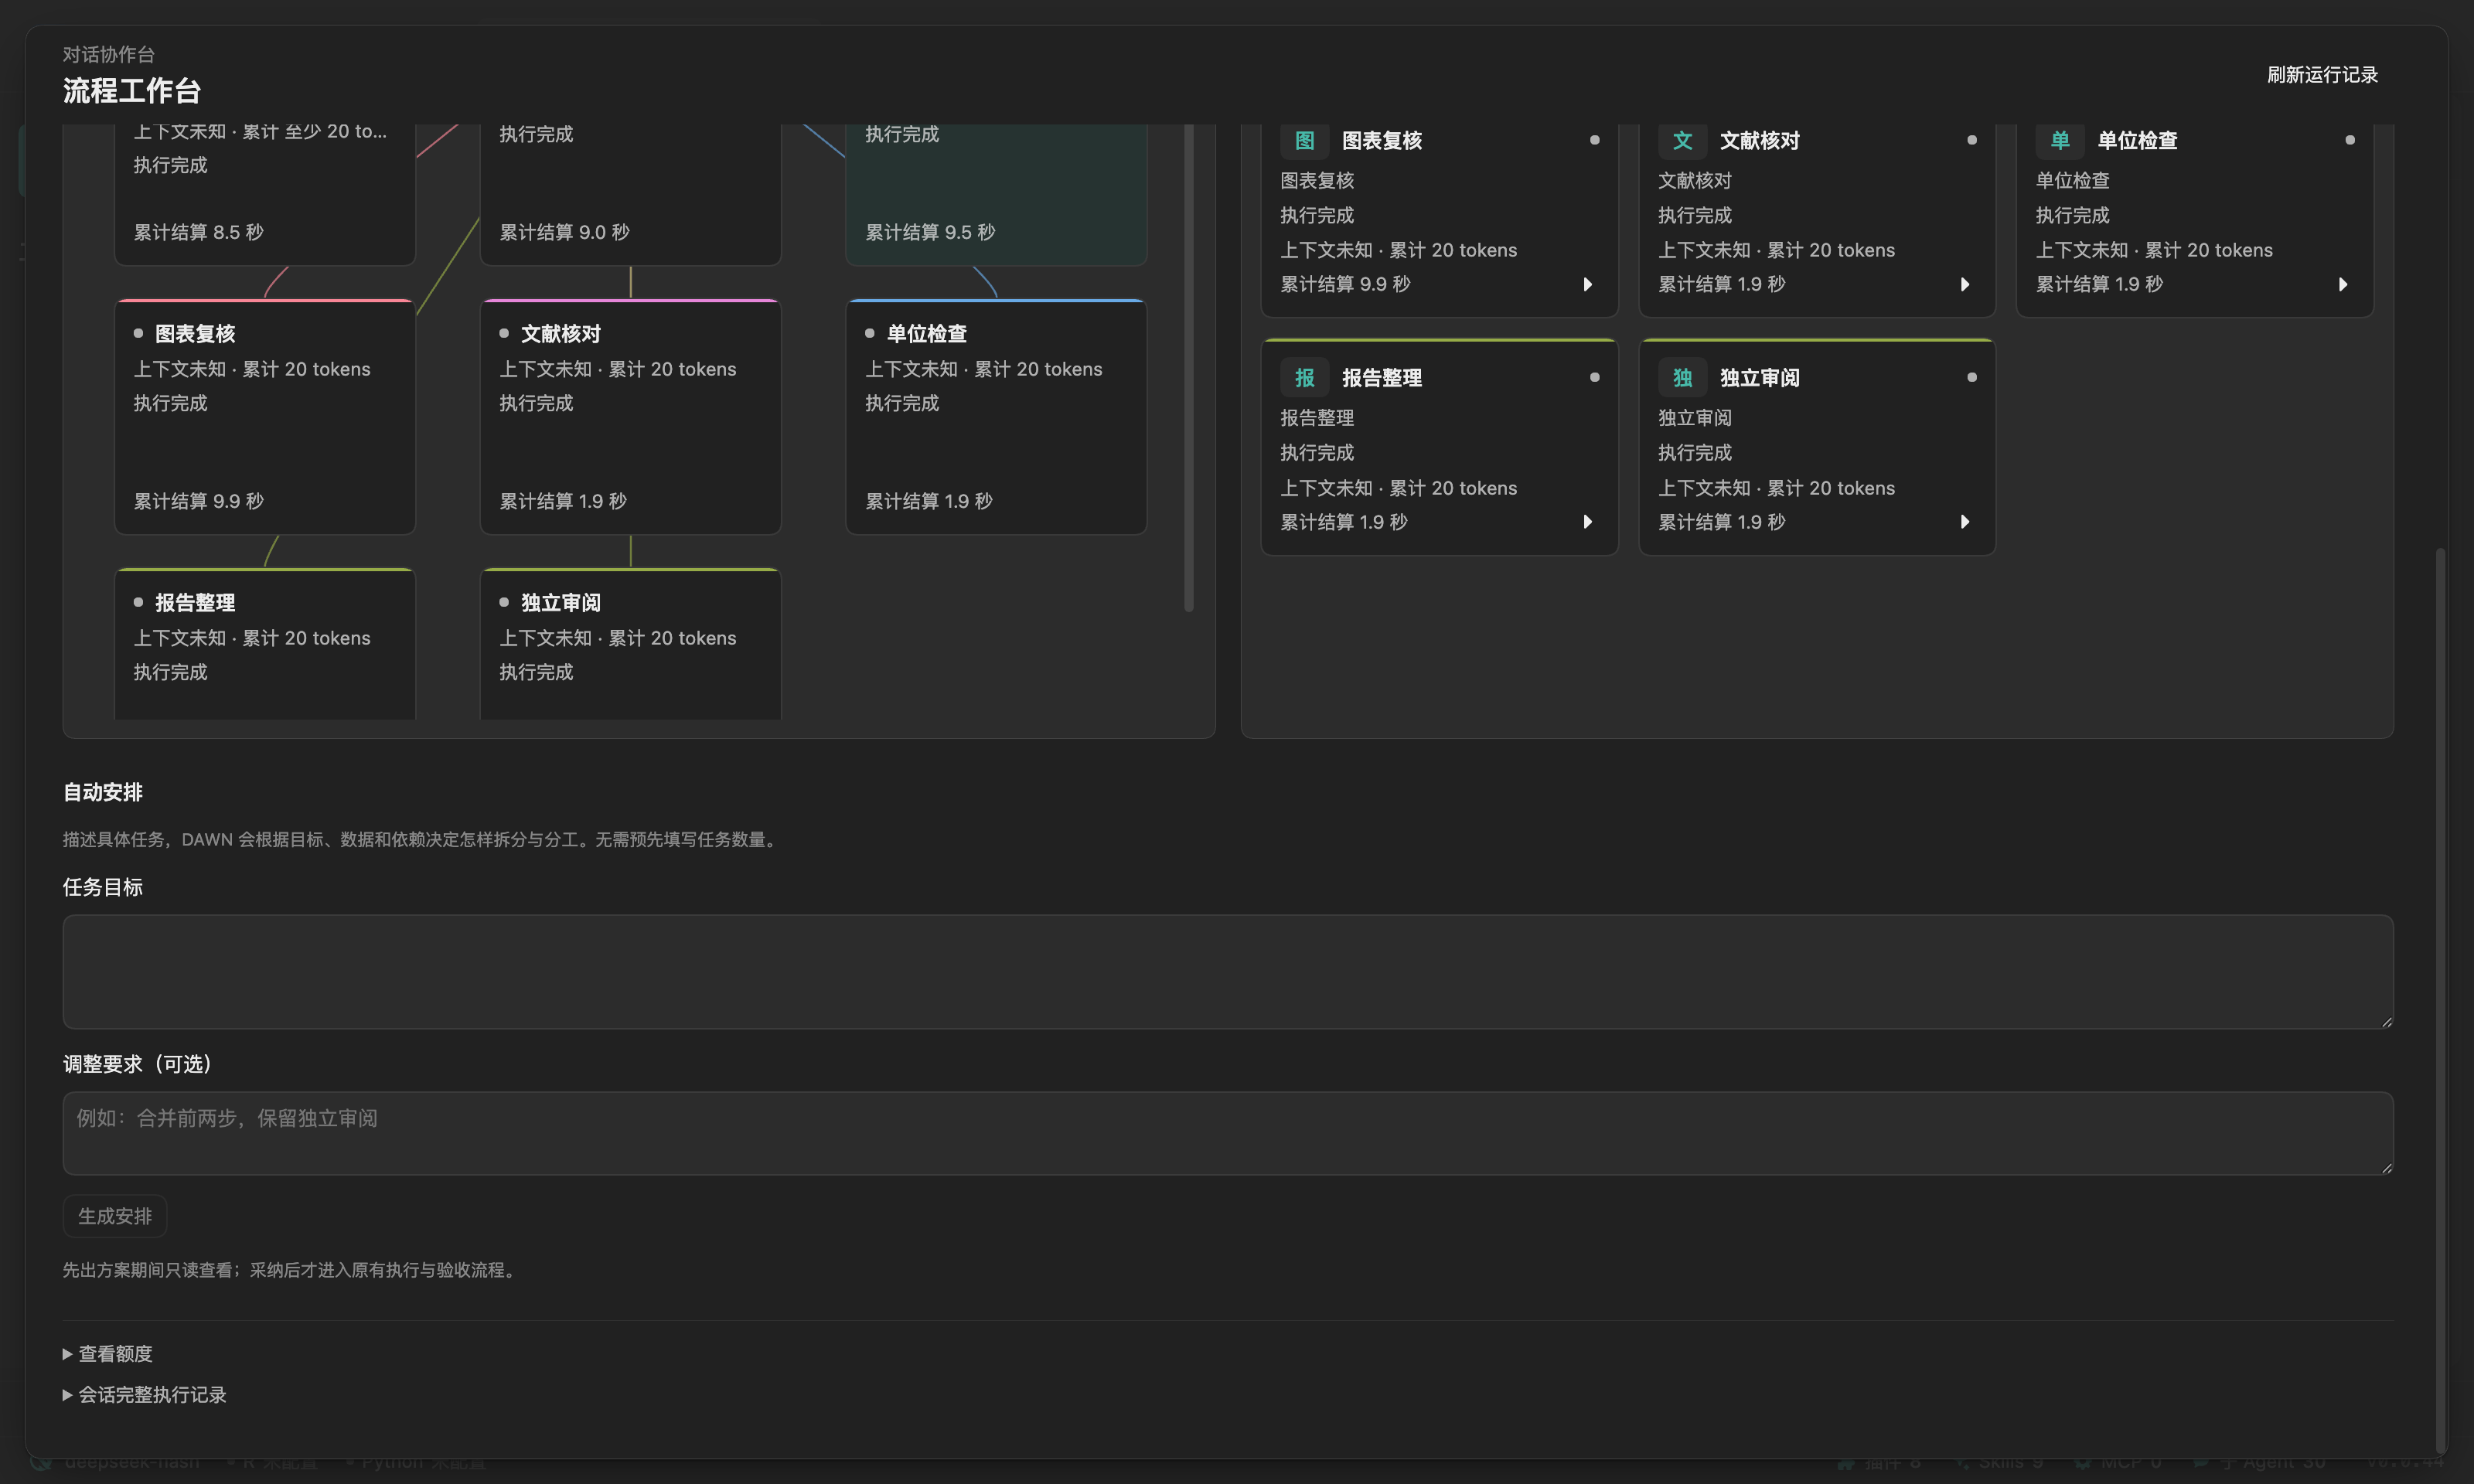 对话协作台
流程工作台
刷新运行记录
上下文未知 · 累计 至少 20 to...
执行完成
累计结算 8.5 秒
执行完成
累计结算 9.0 秒
执行完成
累计结算 9.5 秒
图表复核
上下文未知 · 累计 20 tokens
执行完成
累计结算 9.9 秒
文献核对
上下文未知 · 累计 20 tokens
执行完成
累计结算 1.9 秒
单位检查
上下文未知 · 累计 20 tokens
执行完成
累计结算 1.9 秒
报告整理
上下文未知 · 累计 20 tokens
执行完成
独立审阅
上下文未知 · 累计 20 tokens
执行完成
图 图表复核
图表复核
执行完成
上下文未知 · 累计 20 tokens
累计结算 9.9 秒
文 文献核对
文献核对
执行完成
上下文未知 · 累计 20 tokens
累计结算 1.9 秒
单 单位检查
单位检查
执行完成
上下文未知 · 累计 20 tokens
累计结算 1.9 秒
报 报告整理
报告整理
执行完成
上下文未知 · 累计 20 tokens
累计结算 1.9 秒
独 独立审阅
独立审阅
执行完成
上下文未知 · 累计 20 tokens
累计结算 1.9 秒
自动安排
描述具体任务，DAWN 会根据目标、数据和依赖决定怎样拆分与分工。无需预先填写任务数量。
任务目标
调整要求（可选）
例如：合并前两步，保留独立审阅
生成安排
先出方案期间只读查看；采纳后才进入原有执行与验收流程。
查看额度
会话完整执行记录
R 未配置
Python 未配置
插件 8
Skills 9
MCP 0
子 Agent 30